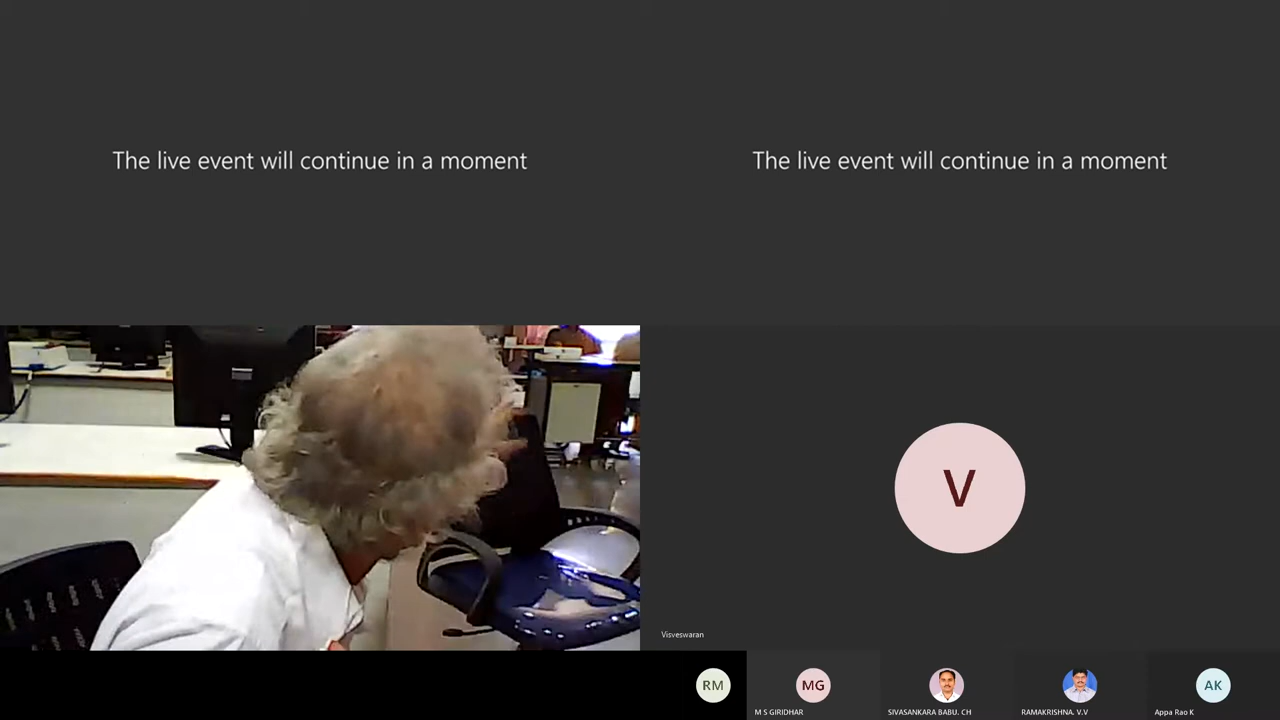 The live event will continue in a moment
The live event will continue in a moment
V
Visveswaran
RM
MG
AK
M S GIRIDHAR
SIVASANKARA BABU. CH
RAMAKRISHNA. V.V
Appa Rao K